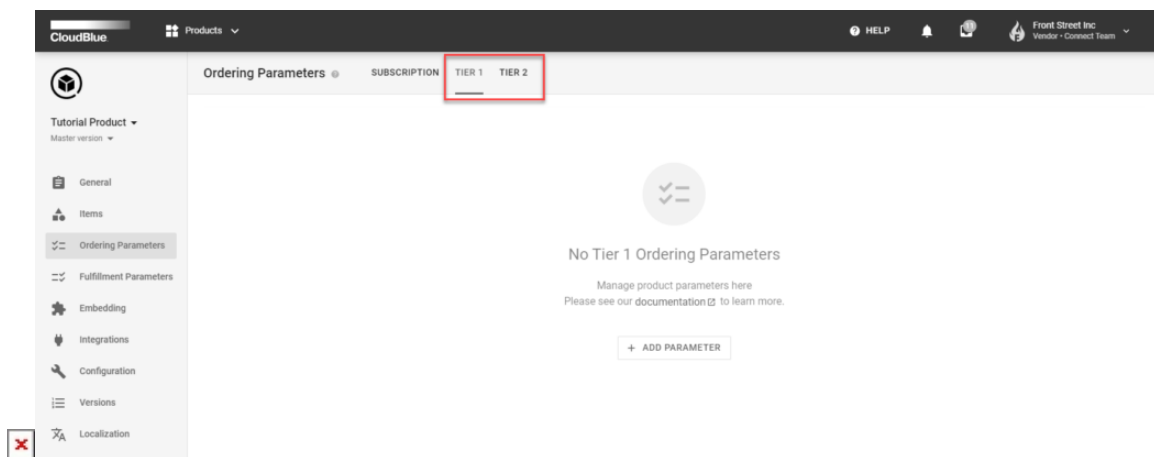 CloudBlue. Products HELP 11 Front Street Inc
Vendor - Connect Team
Ordering Parameters SUBSCRIPTION TIER 1 TIER 2
Tutorial Product
Master version
General
Items
Ordering Parameters
Fulfillment Parameters
Embedding
Integrations
Configuration
Versions
Localization
No Tier 1 Ordering Parameters
Manage product parameters here
Please see our documentation to learn more.
+ ADD PARAMETER